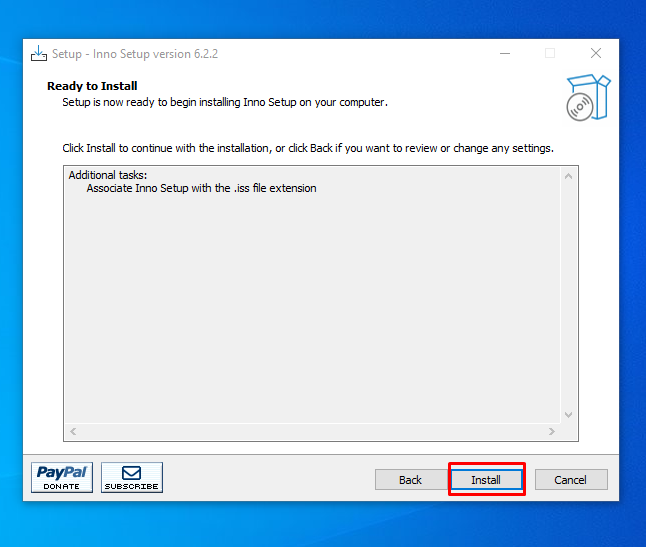 Setup - Inno Setup version 6.2.2
Ready to Install
Setup is now ready to begin installing Inno Setup on your computer.
Click Install to continue with the installation, or click Back if you want to review or change any settings.
Additional tasks:
Associate Inno Setup with the .iss file extension
PayPal
DONATE
SUBSCRIBE
Back
Install
Cancel